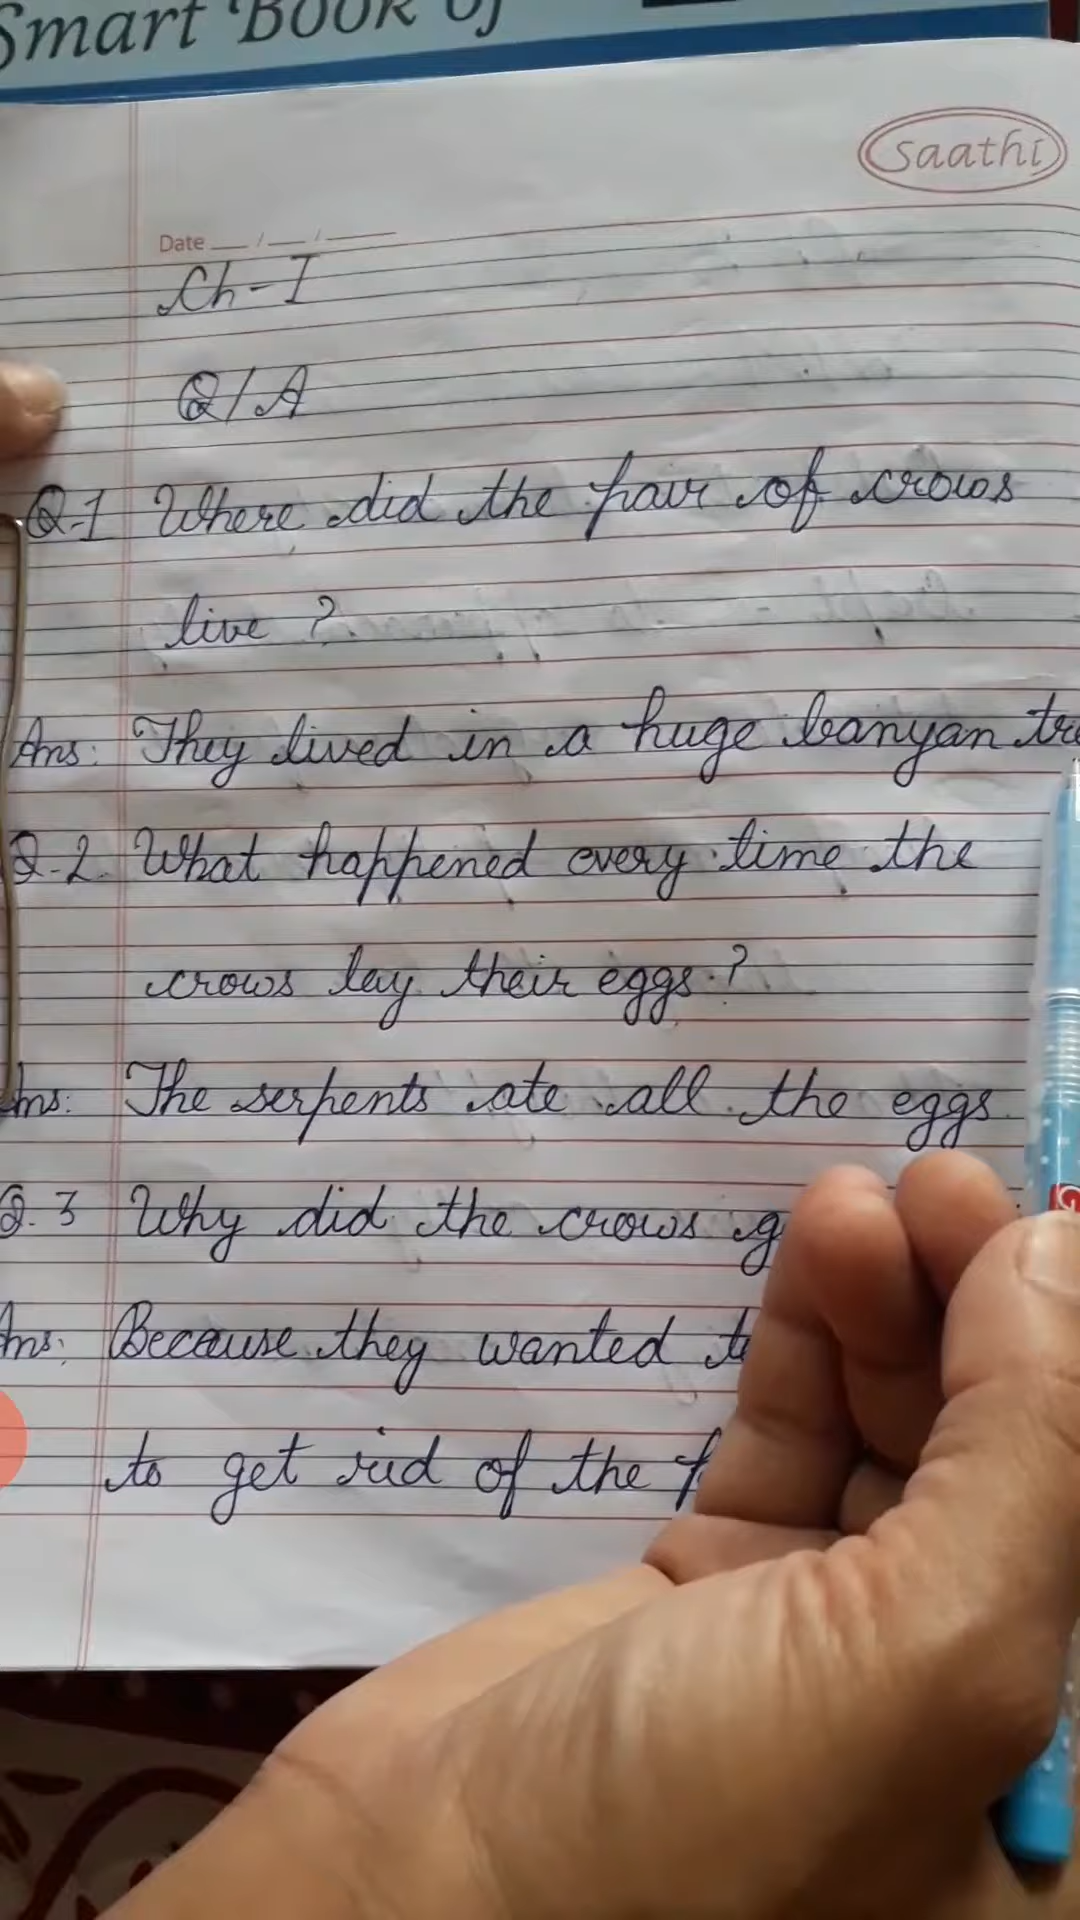 Smart Book of
Saathi
Date
Ch-I
Q/A
Q-1 Where did the pair of crows
live ?
Ans: They lived in a huge banyan
Q-2. What happened every time the
crows lay their eggs ?
Ans: The serpents ate all the eggs
Q.3 Why did the crows
Ans: Because they wanted
to get rid of the